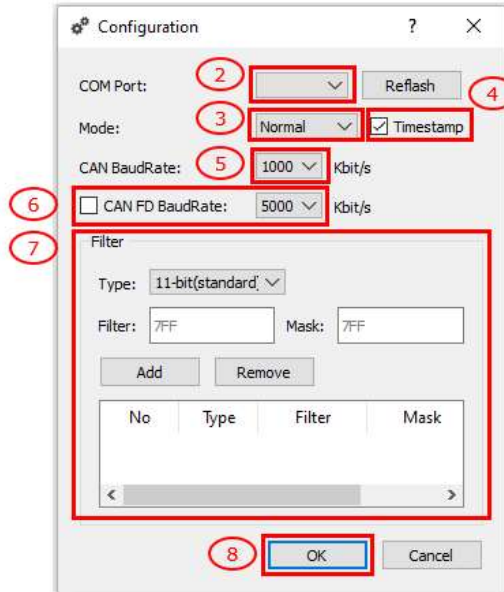 Configuration ? ×
COM Port: 2 Reflash 4
Mode: 3 Normal Timestamp
CAN BaudRate: 5 1000 Kbit/s
6 CAN FD BaudRate: 5000 Kbit/s
7 Filter
Type: 11-bit(standard)
Filter: 7FF Mask: 7FF
Add Remove
No Type Filter Mask
8 OK Cancel